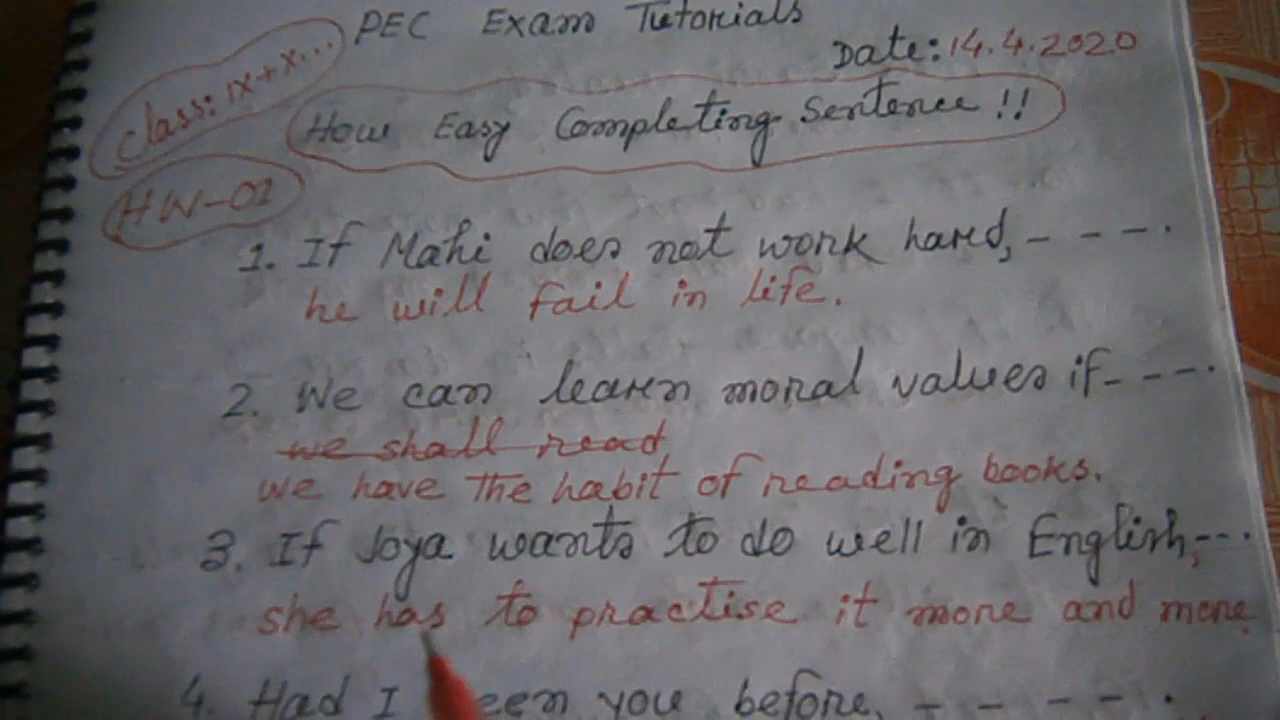 PEC Exam Tutorials
Date: 14.4.2020
Class: IX + X...
How Easy Completing Sentence !!
HW-02
1. If Mahi does not work hard, - - - .
he will fail in life.
2. We can learn moral values if - - - .
we shall read,
we have the habit of reading books.
3. If Joya wants to do well in English, - - .
she has to practise it more and more.
4. Had I seen you before, - - - - - .